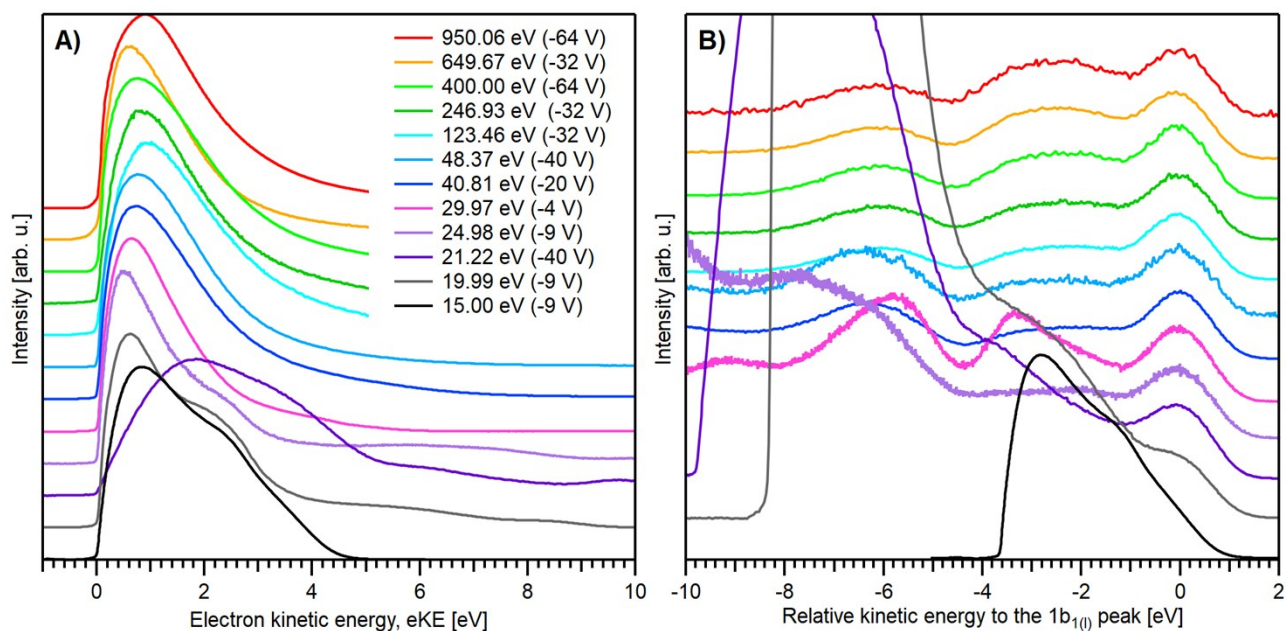 A)
950.06 eV (-64 V)
649.67 eV (-32 V)
400.00 eV (-64 V)
246.93 eV (-32 V)
123.46 eV (-32 V)
48.37 eV (-40 V)
40.81 eV (-20 V)
29.97 eV (-4 V)
24.98 eV (-9 V)
21.22 eV (-40 V)
19.99 eV (-9 V)
15.00 eV (-9 V)
Intensity [arb. u.]
0 2 4 6 8 10
Electron kinetic energy, eKE [eV]
B)
Intensity [arb. u.]
-10 -8 -6 -4 -2 0 2
Relative kinetic energy to the 1b1(l) peak [eV]